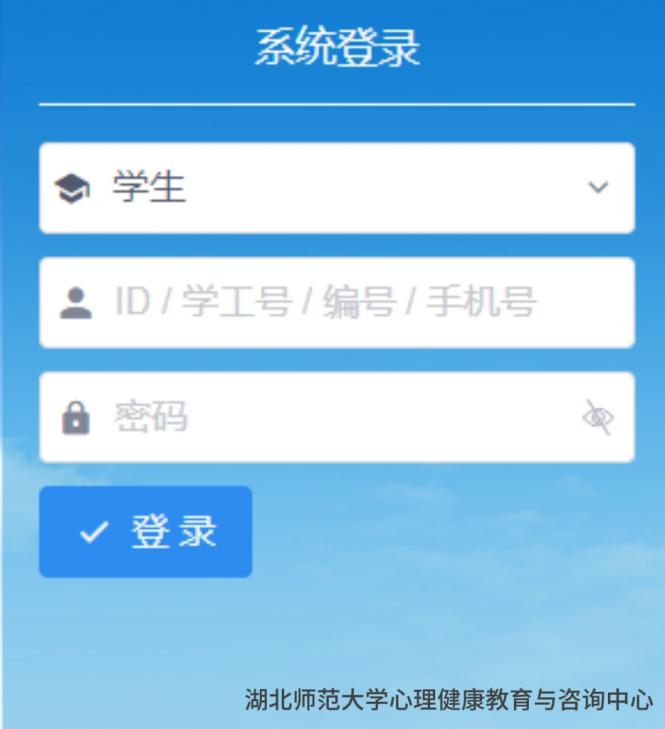 系统登录
学生
ID / 学工号 / 编号 / 手机号
密码
登 录
湖北师范大学心理健康教育与咨询中心